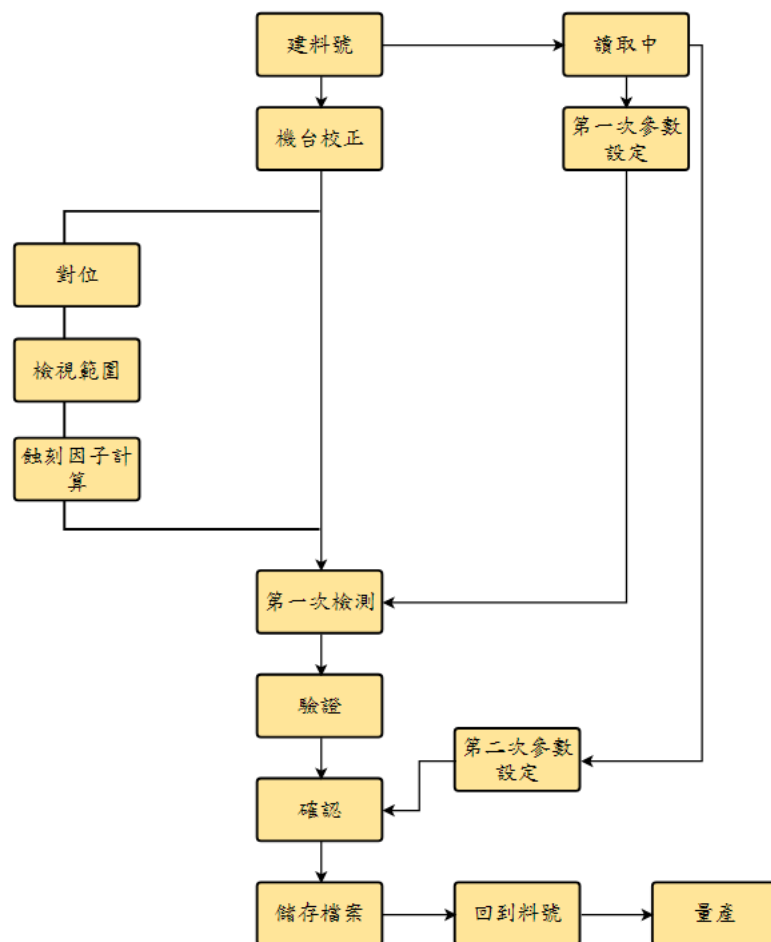 建料號
讀取中
機台校正
第一次參數
設定
對位
檢視範圍
蝕刻因子計
算
第一次檢測
驗證
第二次參數
設定
確認
儲存檔案
回到料號
量產